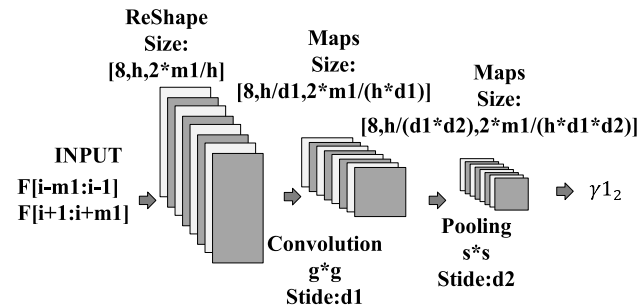 ReShape
Size:
[8,h,2*m1/h]
Maps
Size:
[8,h/d1,2*m1/(h*d1)]
Maps
Size:
[8,h/(d1*d2),2*m1/(h*d1*d2)]
INPUT
F[i-m1:i-1]
F[i+1:i+m1]
γ1₂
Convolution
g*g
Stide:d1
Pooling
s*s
Stide:d2